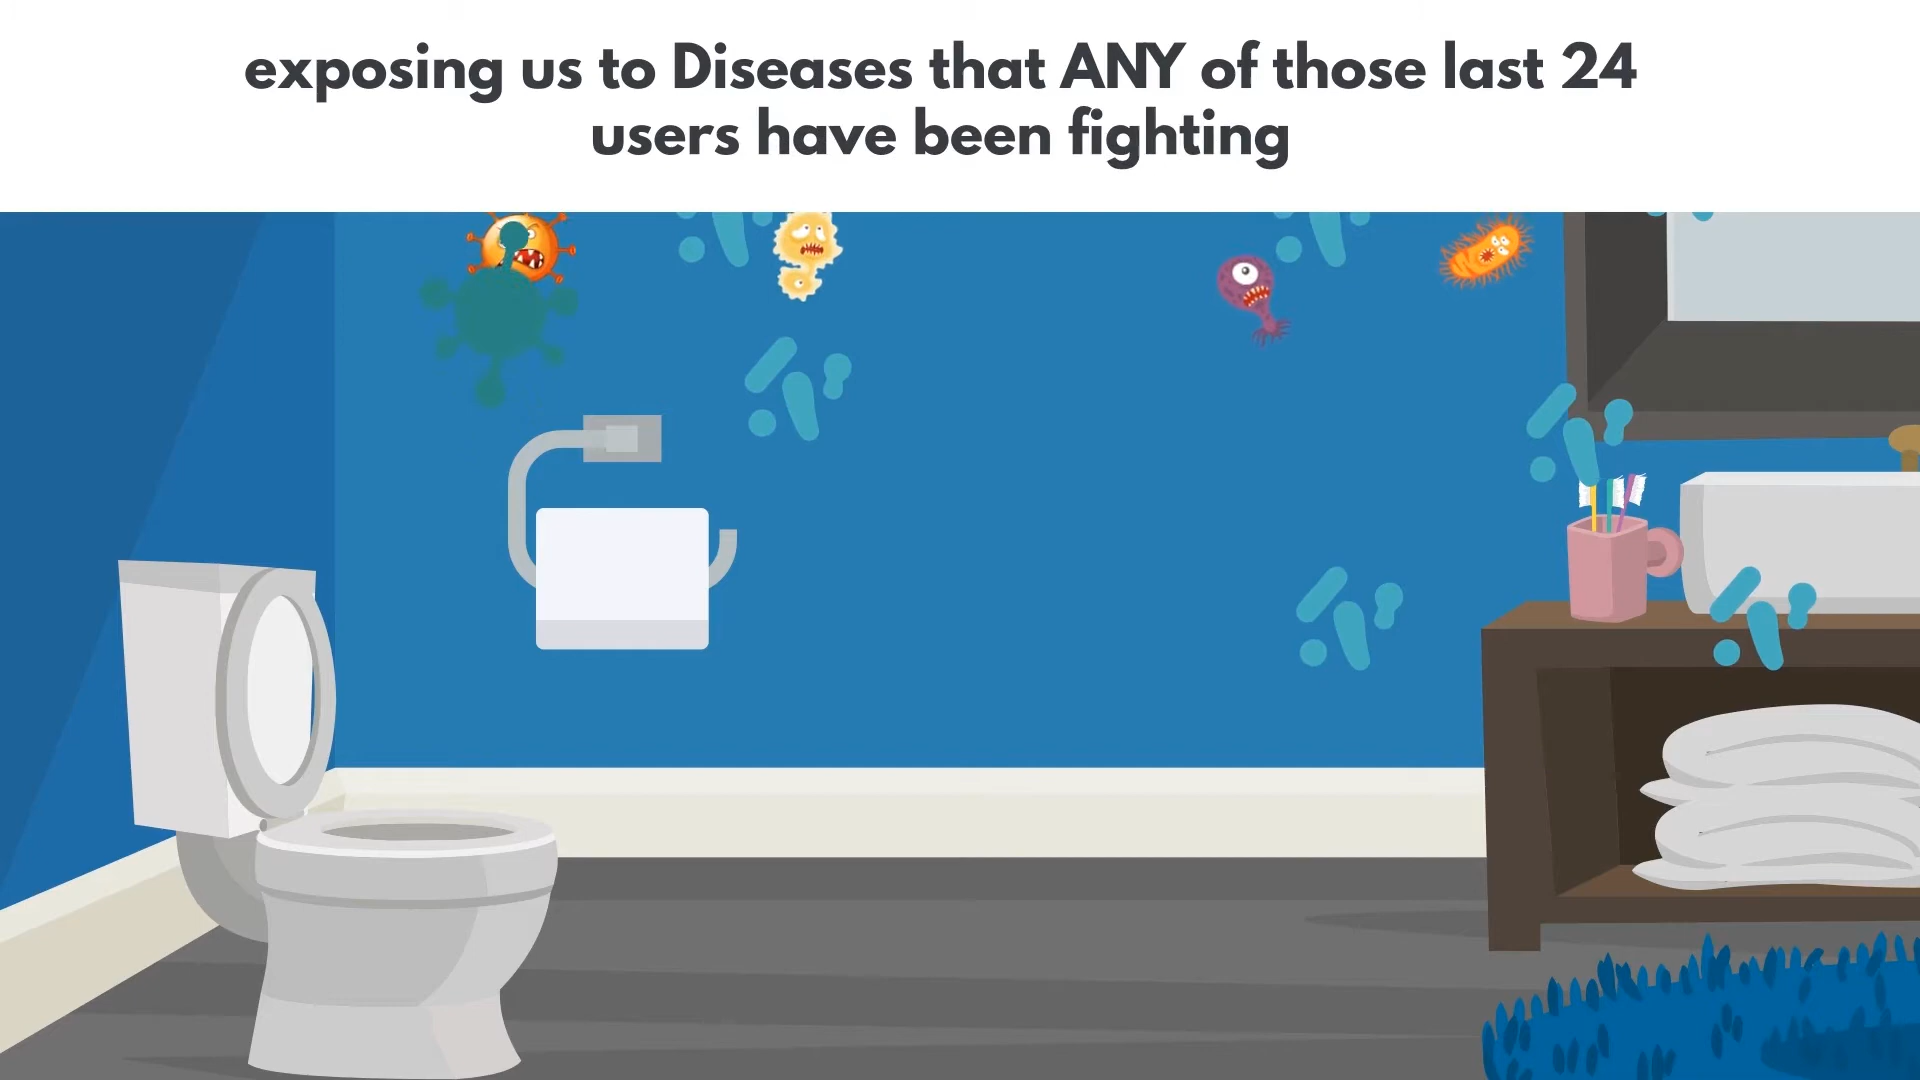 exposing us to Diseases that ANY of those last 24
users have been fighting